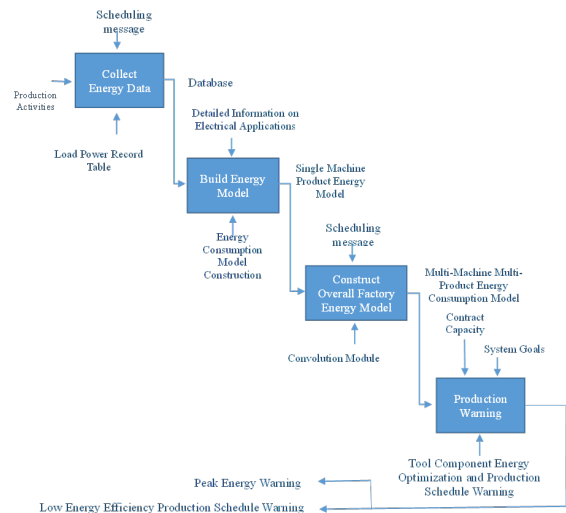 Scheduling
message
Collect
Energy Data
Production
Activities
Database
Load Power Record
Table
Detailed Information on
Electrical Applications
Build Energy
Model
Single Machine
Product Energy
Model
Energy
Consumption
Model
Construction
Scheduling
message
Construct
Overall Factory
Energy Model
Multi-Machine Multi-
Product Energy
Consumption Model
Convolution Module
Contract
Capacity
System Goals
Production
Warning
Tool Component Energy
Optimization and Production
Schedule Warning
Peak Energy Warning
Low Energy Efficiency Production Schedule Warning